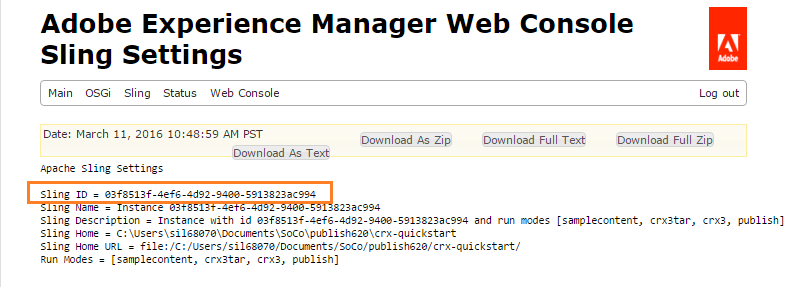 Adobe Experience Manager Web Console
Sling Settings
Adobe
Main OSGi Sling Status Web Console Log out
Date: March 11, 2016 10:48:59 AM PST
Download As Text Download As Zip Download Full Text Download Full Zip
Apache Sling Settings
Sling ID = 03f8513f-4ef6-4d92-9400-5913823ac994
Sling Name = Instance 03f8513f-4ef6-4d92-9400-5913823ac994
Sling Description = Instance with id 03f8513f-4ef6-4d92-9400-5913823ac994 and run modes [samplecontent, crx3tar, crx3, publish]
Sling Home = C:\Users\sil68070\Documents\SoCo\publish620\crx-quickstart
Sling Home URL = file:/C:/Users/sil68070/Documents/SoCo/publish620/crx-quickstart/
Run Modes = [samplecontent, crx3tar, crx3, publish]